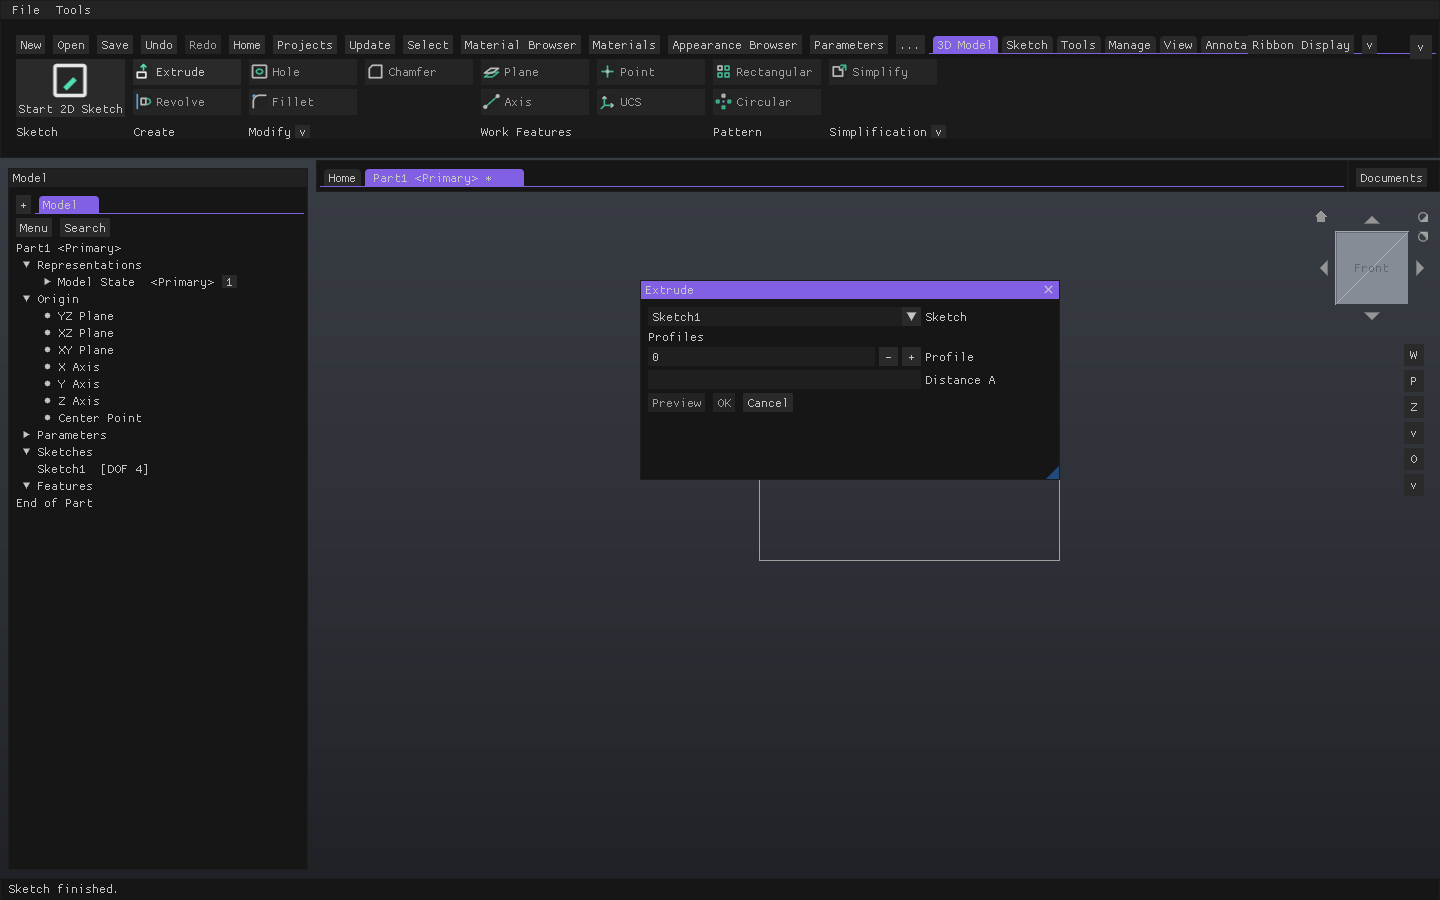 File Tools
New Open Save Undo Redo Home Projects Update Select Material Browser Materials Appearance Browser Parameters ... 3D Model Sketch Tools Manage View Annota Ribbon Display v v
Start 2D Sketch
Extrude Hole Chamfer Plane Point Rectangular Simplify
Revolve Fillet Axis UCS Circular
Sketch Create Modify v Work Features Pattern Simplification v
Model
+ Model
Menu Search
Part1 <Primary>
Representations
Model State <Primary> 1
Origin
YZ Plane
XZ Plane
XY Plane
X Axis
Y Axis
Z Axis
Center Point
Parameters
Sketches
Sketch1 [DOF 4]
Features
End of Part
Home Part1 <Primary> * Documents
Front
W
P
Z
v
O
v
Extrude
Sketch1 Sketch
Profiles
0 - + Profile
Distance A
Preview OK Cancel
Sketch finished.